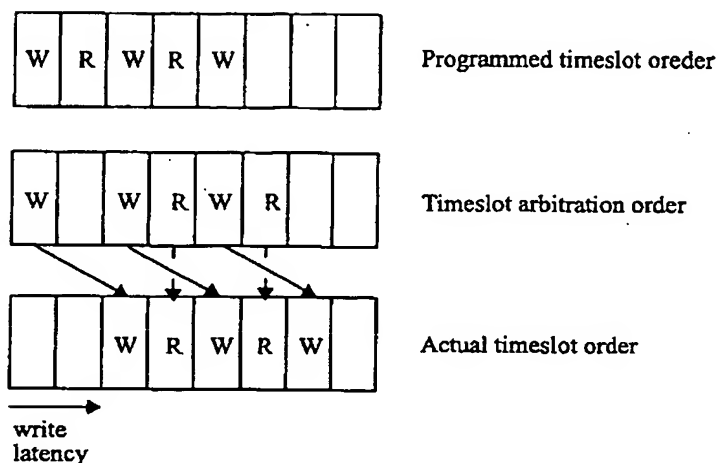 W R W R W Programmed timeslot oreder
W W R W R Timeslot arbitration order
W R W R W Actual timeslot order
write
latency